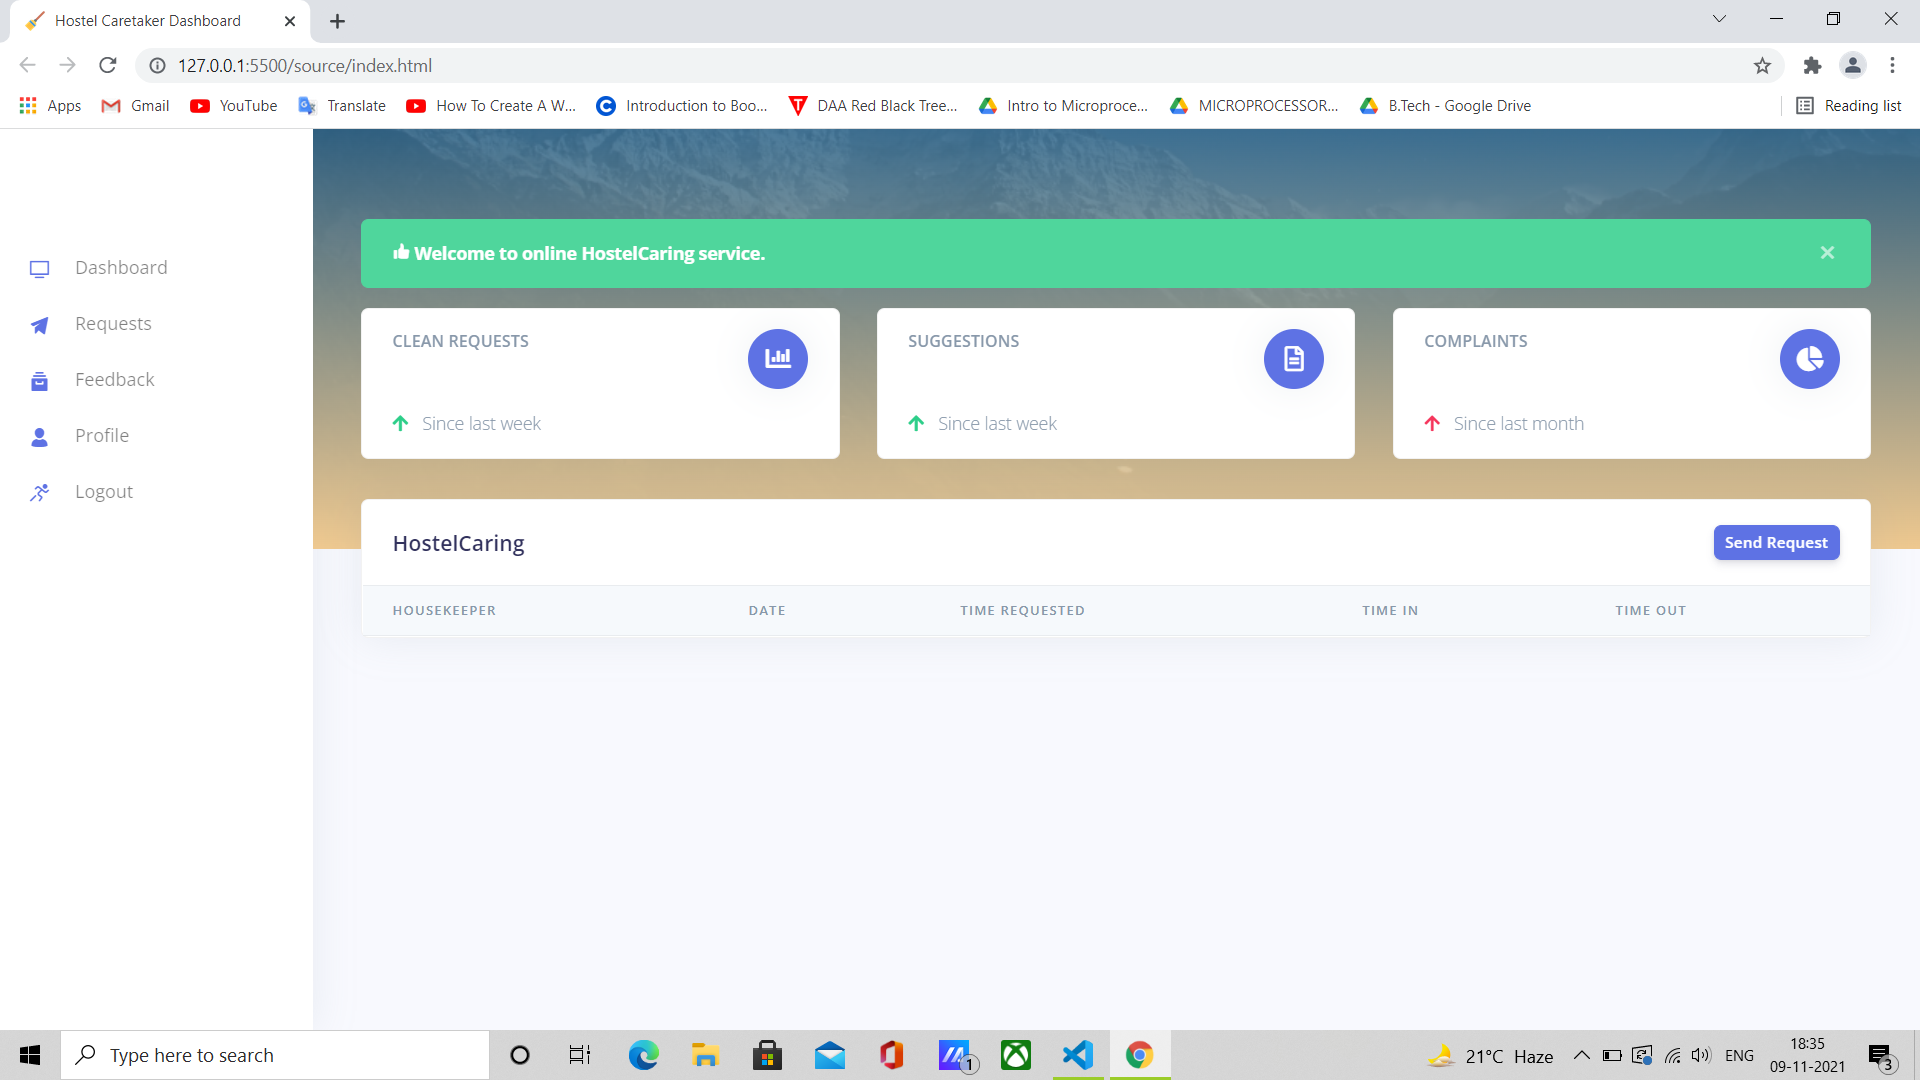 Hostel Caretaker Dashboard
127.0.0.1:5500/source/index.html
Apps Gmail YouTube Translate How To Create A W... Introduction to Boo... DAA Red Black Tree... Intro to Microproce... MICROPROCESSOR... B.Tech - Google Drive Reading list
Welcome to online HostelCaring service.
Dashboard
Requests
Feedback
Profile
Logout
CLEAN REQUESTS
Since last week
SUGGESTIONS
Since last week
COMPLAINTS
Since last month
HostelCaring
Send Request
HOUSEKEEPER DATE TIME REQUESTED TIME IN TIME OUT
Type here to search
1
21°C Haze
ENG
18:35
09-11-2021
3